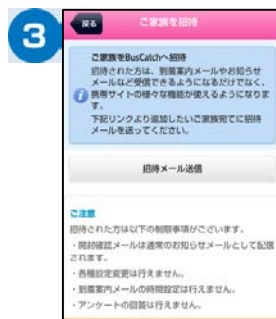 3
戻る
ご家族を招待
ご家族をBusCatchへ招待
招待された方は、到着案内メールやお知らせ
メールなど受信できるようになるだけでなく、
携帯サイトの様々な機能が使えるようになりま
す。
下記リンクより追加したいご家族宛てに招待
メールを送ってください。
招待メール送信
ご注意
招待された方は以下の制限事項がございます。
・開封確認メールは通常のお知らせメールとして配信
されます。
・各種設定変更は行えません。
・到着案内メールの時間設定は行えません。
・アンケートの回答は行えません。